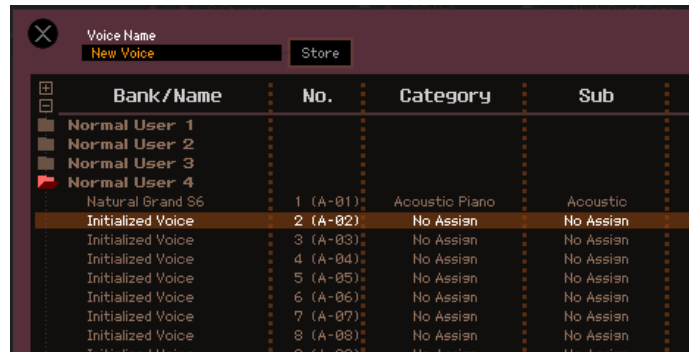 Voice Name
New Voice Store
Bank/Name No. Category Sub
Normal User 1
Normal User 2
Normal User 3
Normal User 4
Natural Grand S6 1 (A-01) Acoustic Piano Acoustic
Initialized Voice 2 (A-02) No Assign No Assign
Initialized Voice 3 (A-03) No Assign No Assign
Initialized Voice 4 (A-04) No Assign No Assign
Initialized Voice 5 (A-05) No Assign No Assign
Initialized Voice 6 (A-06) No Assign No Assign
Initialized Voice 7 (A-07) No Assign No Assign
Initialized Voice 8 (A-08) No Assign No Assign